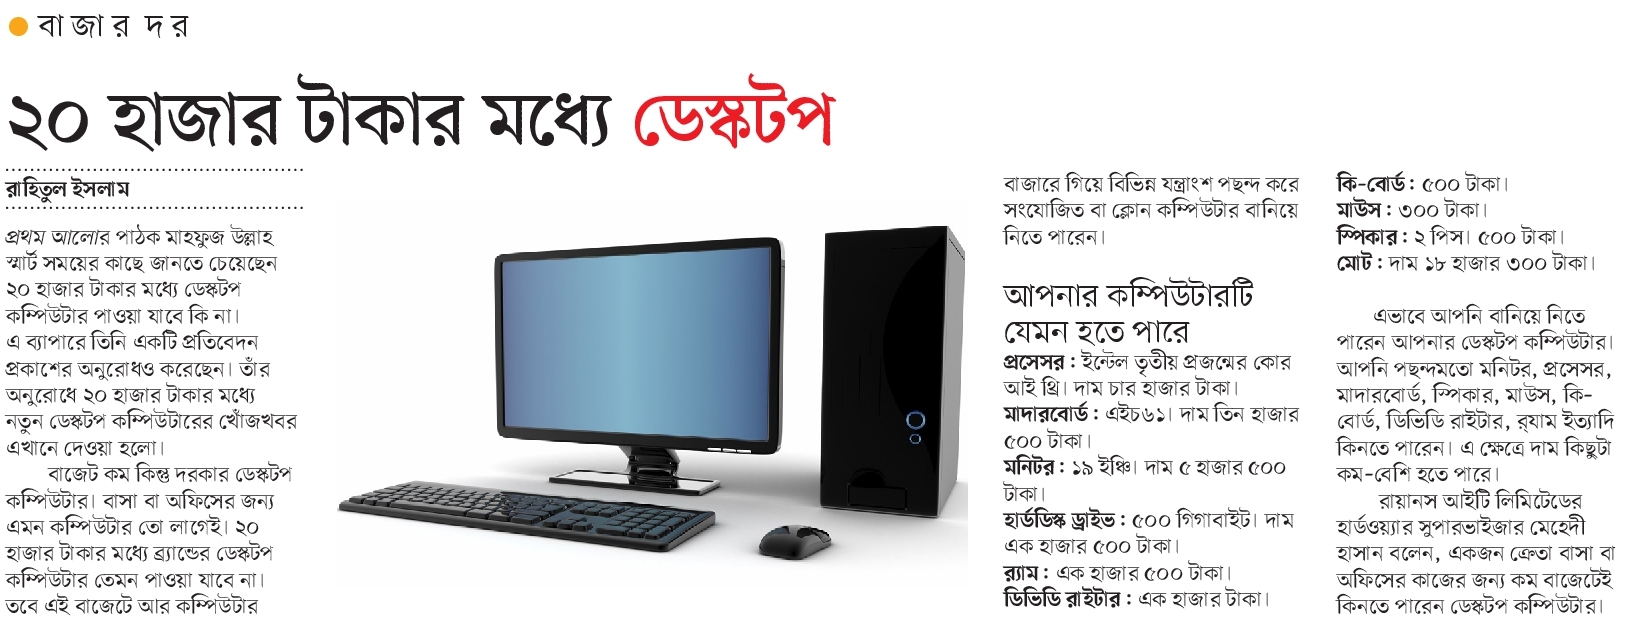 বাজার দর
২০ হাজার টাকার মধ্যে ডেস্কটপ
রাহিতুল ইসলাম
প্রথম আলোর পাঠক মাহফুজ উল্লাহ
স্মার্ট সময়ের কাছে জানতে চেয়েছেন
২০ হাজার টাকার মধ্যে ডেস্কটপ
কম্পিউটার পাওয়া যাবে কি না।
এ ব্যাপারে তিনি একটি প্রতিবেদন
প্রকাশের অনুরোধও করেছেন। তাঁর
অনুরোধে ২০ হাজার টাকার মধ্যে
নতুন ডেস্কটপ কম্পিউটারের খোঁজখবর
এখানে দেওয়া হলো।
বাজেট কম কিন্তু দরকার ডেস্কটপ
কম্পিউটার। বাসা বা অফিসের জন্য
এমন কম্পিউটার তো লাগেই। ২০
হাজার টাকার মধ্যে ব্র্যান্ডের ডেস্কটপ
কম্পিউটার তেমন পাওয়া যাবে না।
তবে এই বাজেটে আর কম্পিউটার
বাজারে গিয়ে বিভিন্ন যন্ত্রাংশ পছন্দ করে
সংযোজিত বা ক্লোন কম্পিউটার বানিয়ে
নিতে পারেন।
আপনার কম্পিউটারটি
যেমন হতে পারে
প্রসেসর : ইন্টেল তৃতীয় প্রজন্মের কোর
আই থ্রি। দাম চার হাজার টাকা।
মাদারবোর্ড : এইচ৬১। দাম তিন হাজার
৫০০ টাকা।
মনিটর : ১৯ ইঞ্চি। দাম ৫ হাজার ৫০০
টাকা।
হার্ডডিস্ক ড্রাইভ : ৫০০ গিগাবাইট। দাম
এক হাজার ৫০০ টাকা।
র‍্যাম : এক হাজার ৫০০ টাকা।
ডিভিডি রাইটার : এক হাজার টাকা।
কি-বোর্ড : ৫০০ টাকা।
মাউস : ৩০০ টাকা।
স্পিকার : ২ পিস। ৫০০ টাকা।
মোট : দাম ১৮ হাজার ৩০০ টাকা।
এভাবে আপনি বানিয়ে নিতে
পারেন আপনার ডেস্কটপ কম্পিউটার।
আপনি পছন্দমতো মনিটর, প্রসেসর,
মাদারবোর্ড, স্পিকার, মাউস, কি-
বোর্ড, ডিভিডি রাইটার, র‍্যাম ইত্যাদি
কিনতে পারেন। এ ক্ষেত্রে দাম কিছুটা
কম-বেশি হতে পারে।
রায়ানস আইটি লিমিটেডের
হার্ডওয়্যার সুপারভাইজার মেহেদী
হাসান বলেন, একজন ক্রেতা বাসা বা
অফিসের কাজের জন্য কম বাজেটেই
কিনতে পারেন ডেস্কটপ কম্পিউটার।